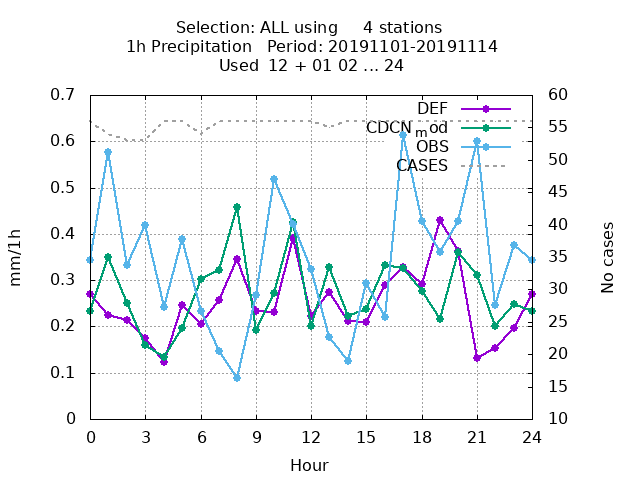 Selection: ALL using     4 stations
1h Precipitation   Period: 20191101-20191114
Used  12 + 01 02 ... 24
0.7
0.6
0.5
0.4
0.3
0.2
0.1
0
60
55
50
45
40
35
30
25
20
15
10
DEF
CDCN_mod
OBS
CASES
mm/1h
No cases
0 3 6 9 12 15 18 21 24
Hour